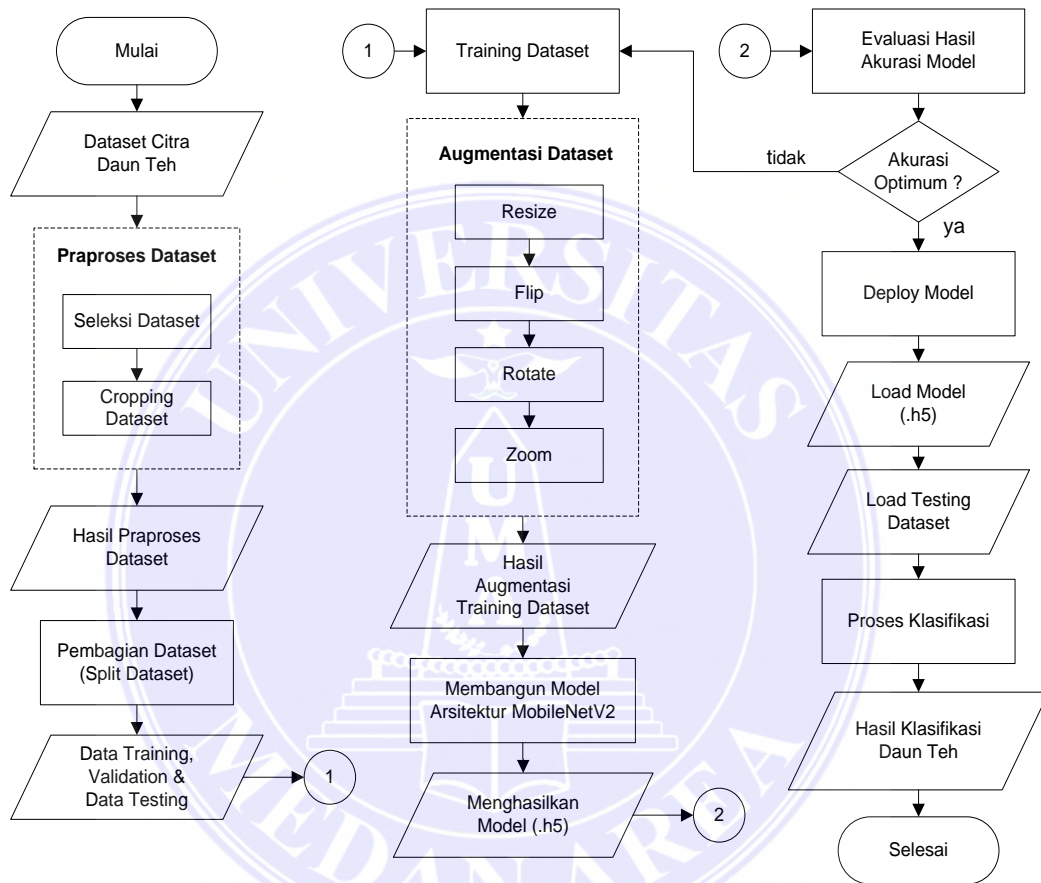 Mulai
Dataset Citra
Daun Teh
Praproses Dataset
Seleksi Dataset
Cropping
Dataset
Hasil Praproses
Dataset
Pembagian Dataset
(Split Dataset)
Data Training,
Validation &
Data Testing
1
1
Training Dataset
Augmentasi Dataset
Resize
Flip
Rotate
Zoom
Hasil
Augmentasi
Training Dataset
Membangun Model
Arsitektur MobileNetV2
Menghasilkan
Model (.h5)
2
2
Evaluasi Hasil
Akurasi Model
Akurasi
Optimum ?
tidak
ya
Deploy Model
Load Model
(.h5)
Load Testing
Dataset
Proses Klasifikasi
Hasil Klasifikasi
Daun Teh
Selesai
UNIVERSITAS
MEDAN AREA
U
M
A